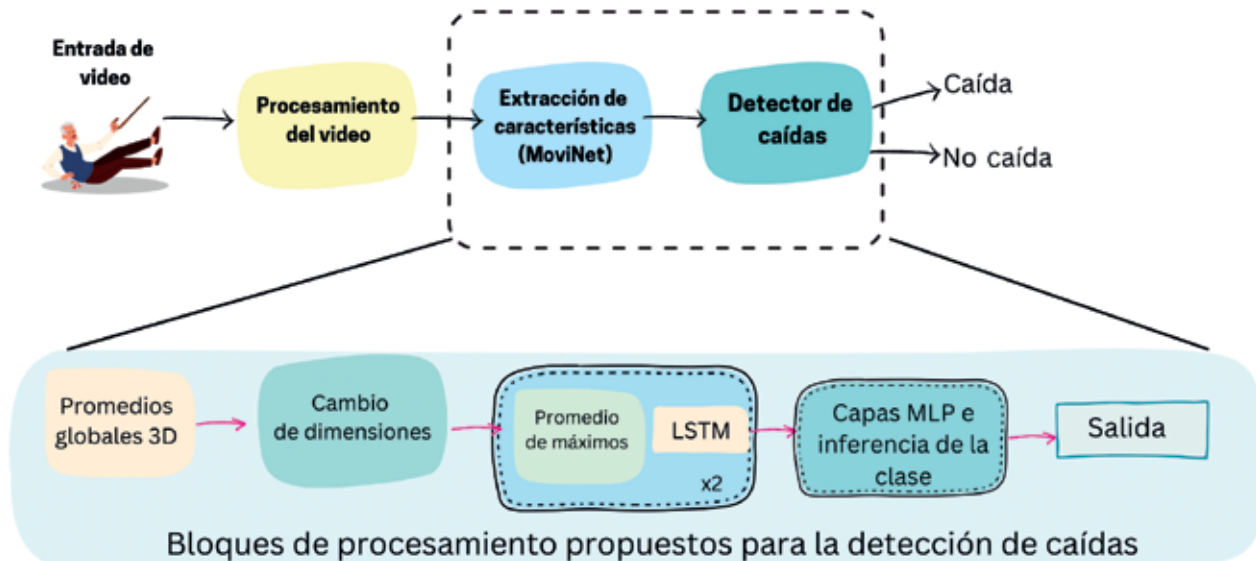 Entrada de
video
Procesamiento
del video
Extracción de
características
(MoviNet)
Detector de
caídas
Caída
No caída
Promedios
globales 3D
Cambio
de dimensiones
Promedio
de máximos
LSTM
x2
Capas MLP e
inferencia de la
clase
Salida
Bloques de procesamiento propuestos para la detección de caídas